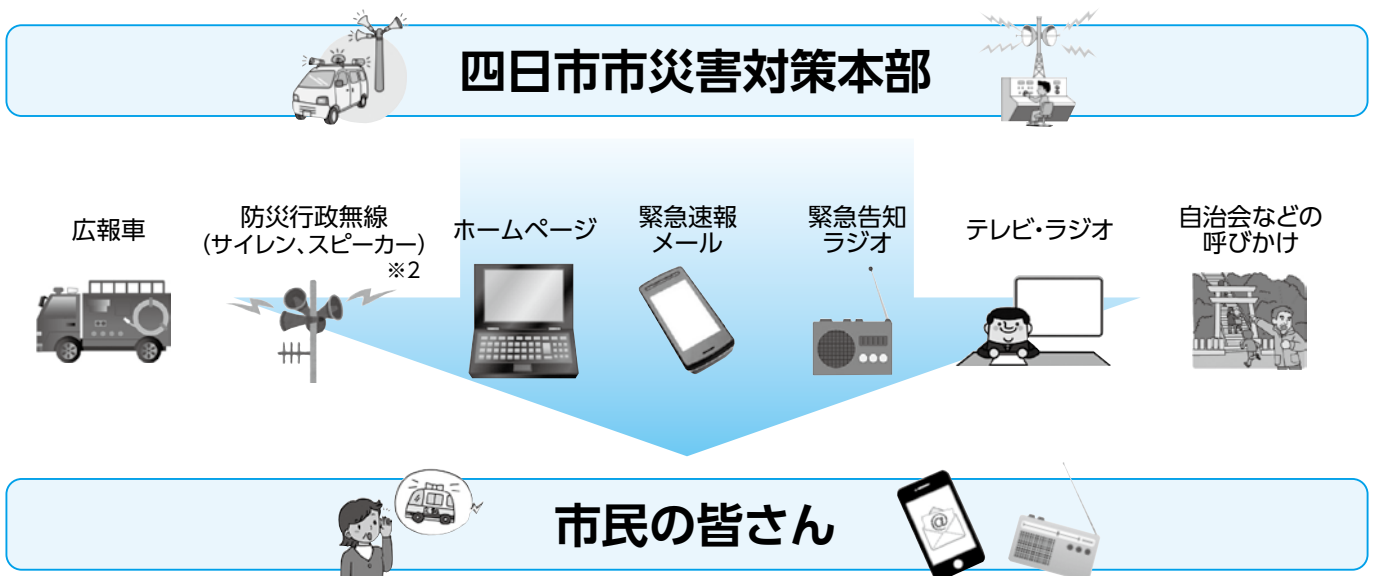 四日市市災害対策本部
広報車
防災行政無線
(サイレン、スピーカー)
※2
ホームページ
緊急速報
メール
緊急告知
ラジオ
テレビ・ラジオ
自治会などの
呼びかけ
市民の皆さん
@